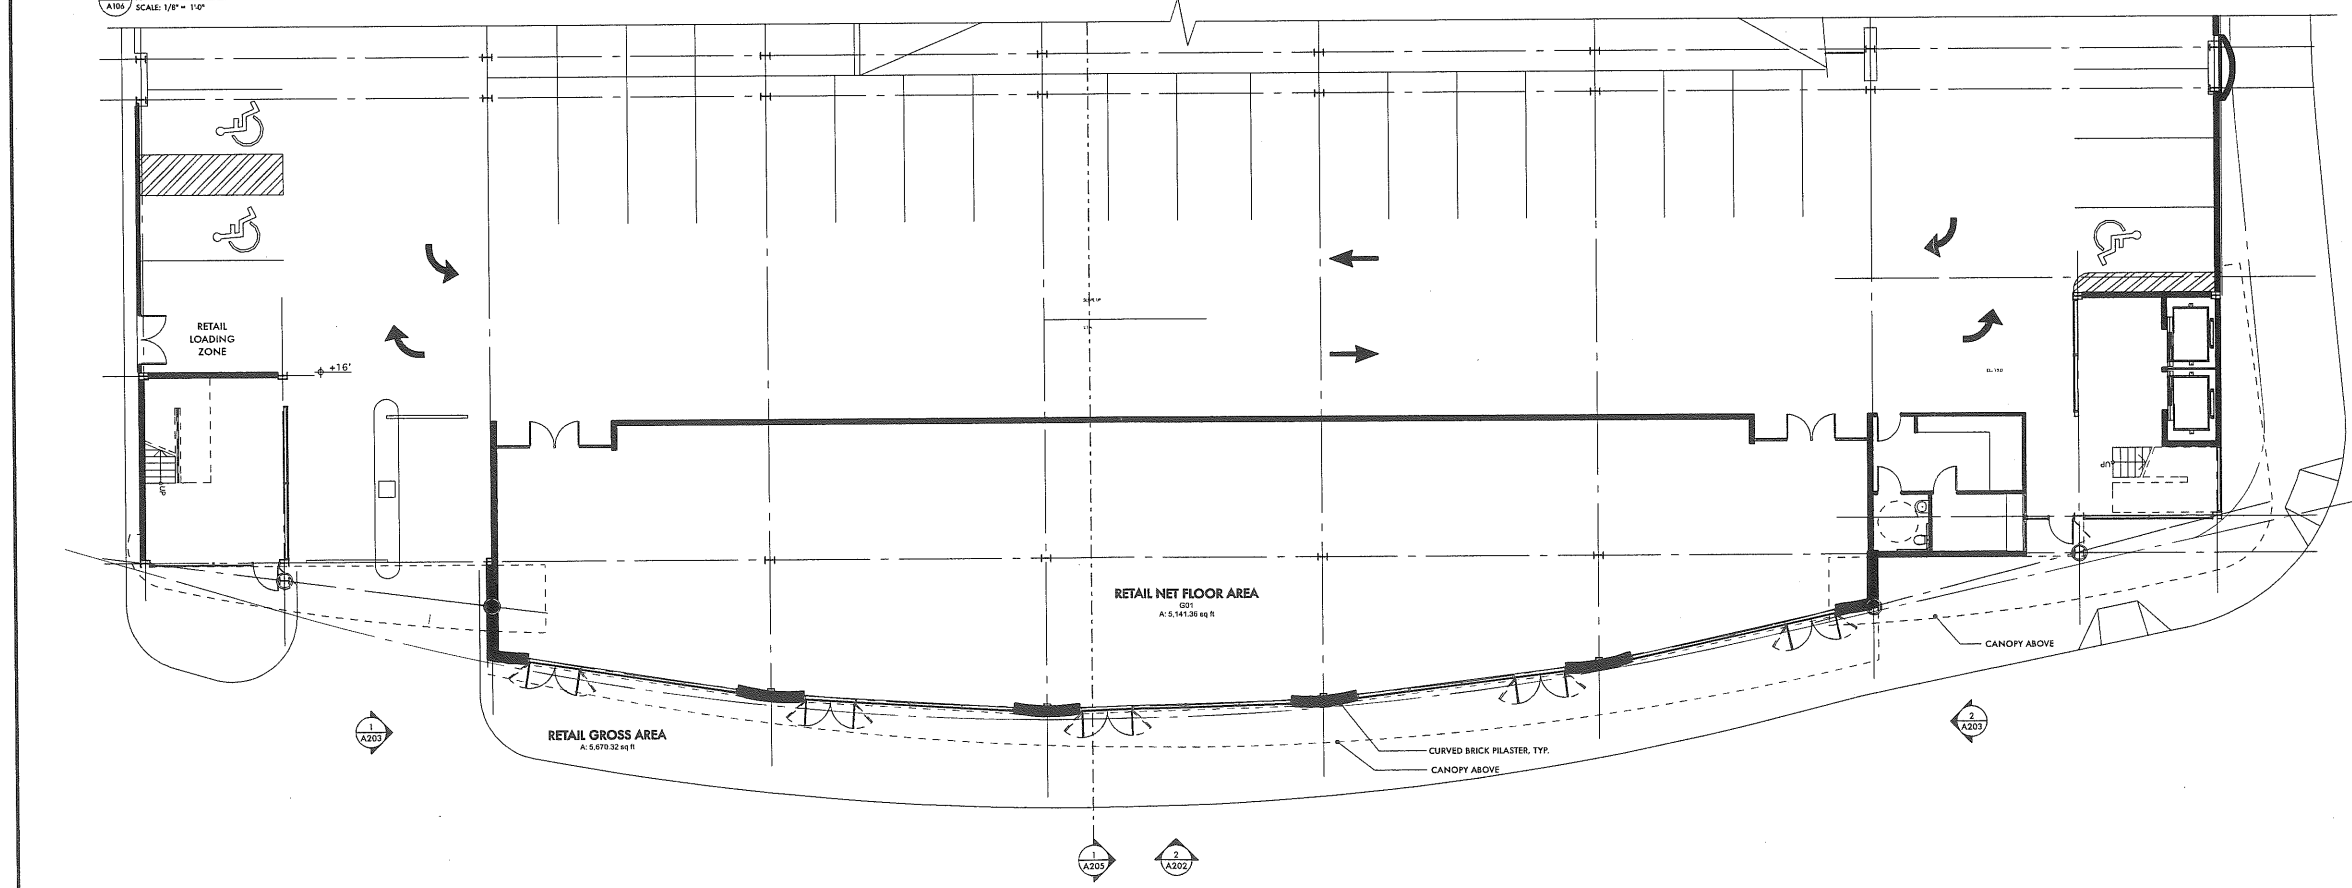 A106 SCALE: 1/8" = 1'-0"
RETAIL
LOADING
ZONE
+16'
UP
UP
RETAIL NET FLOOR AREA
G01
A: 5,141.36 sq ft
CANOPY ABOVE
RETAIL GROSS AREA
A: 5,670.32 sq ft
CURVED BRICK PILASTER, TYP.
CANOPY ABOVE
1
A203
2
A203
1
A205
2
A202